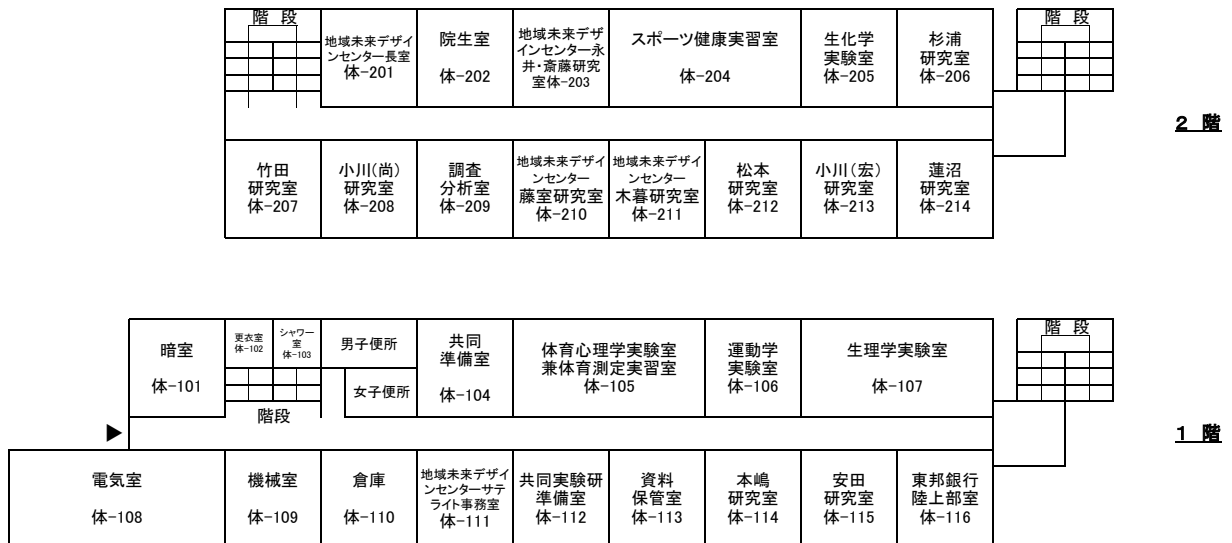 階 段
地域未来デザイ
ンセンター長室
体-201
院生室
体-202
地域未来デザ
インセンター永
井・斎藤研究
室体-203
スポーツ健康実習室
体-204
生化学
実験室
体-205
杉浦
研究室
体-206
階 段
2 階
竹田
研究室
体-207
小川(尚)
研究室
体-208
調査
分析室
体-209
地域未来デザイ
ンセンター
藤室研究室
体-210
地域未来デザイ
ンセンター
木暮研究室
体-211
松本
研究室
体-212
小川(宏)
研究室
体-213
蓮沼
研究室
体-214
暗室
体-101
更衣室
体-102
シャワー
室
体-103
男子便所
女子便所
階段
共同
準備室
体-104
体育心理学実験室
兼体育測定実習室
体-105
運動学
実験室
体-106
生理学実験室
体-107
階 段
1 階
電気室
体-108
機械室
体-109
倉庫
体-110
地域未来デザイ
ンセンターサテ
ライト事務室
体-111
共同実験研
準備室
体-112
資料
保管室
体-113
本嶋
研究室
体-114
安田
研究室
体-115
東邦銀行
陸上部室
体-116